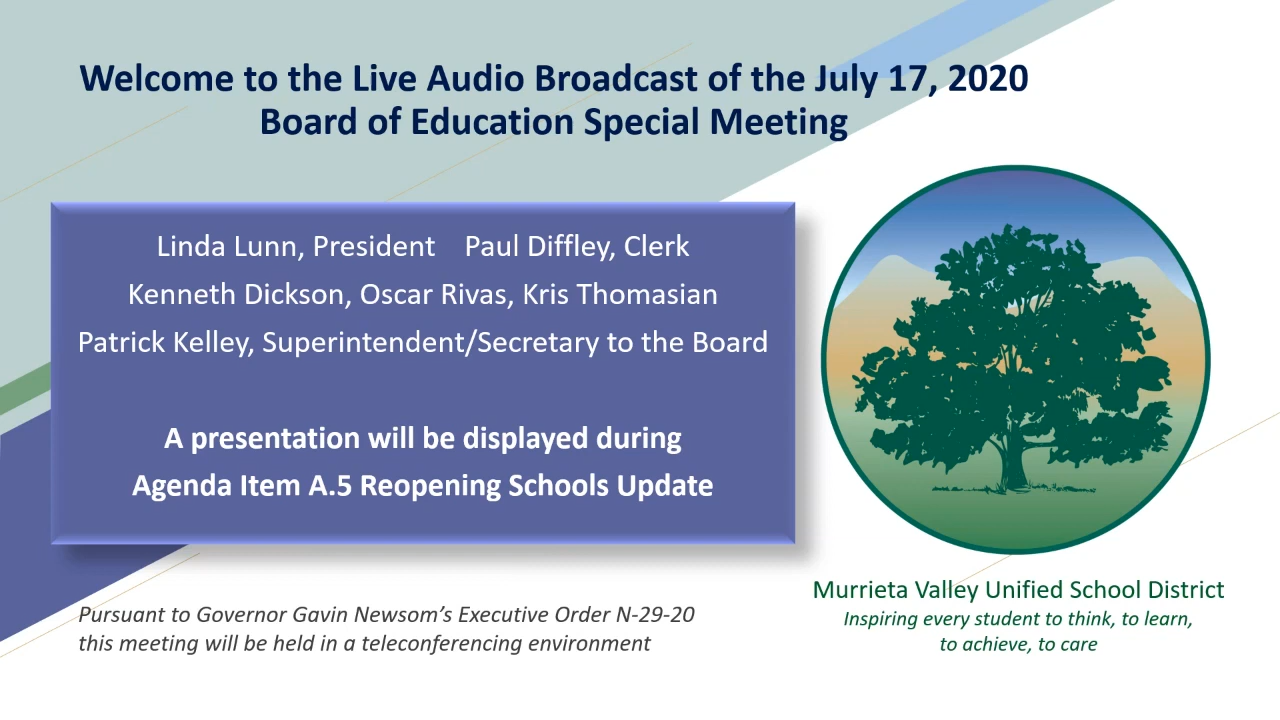 Welcome to the Live Audio Broadcast of the July 17, 2020
Board of Education Special Meeting
Linda Lunn, President    Paul Diffley, Clerk
Kenneth Dickson, Oscar Rivas, Kris Thomasian
Patrick Kelley, Superintendent/Secretary to the Board
A presentation will be displayed during
Agenda Item A.5 Reopening Schools Update
Pursuant to Governor Gavin Newsom’s Executive Order N-29-20
this meeting will be held in a teleconferencing environment
Murrieta Valley Unified School District
Inspiring every student to think, to learn,
to achieve, to care